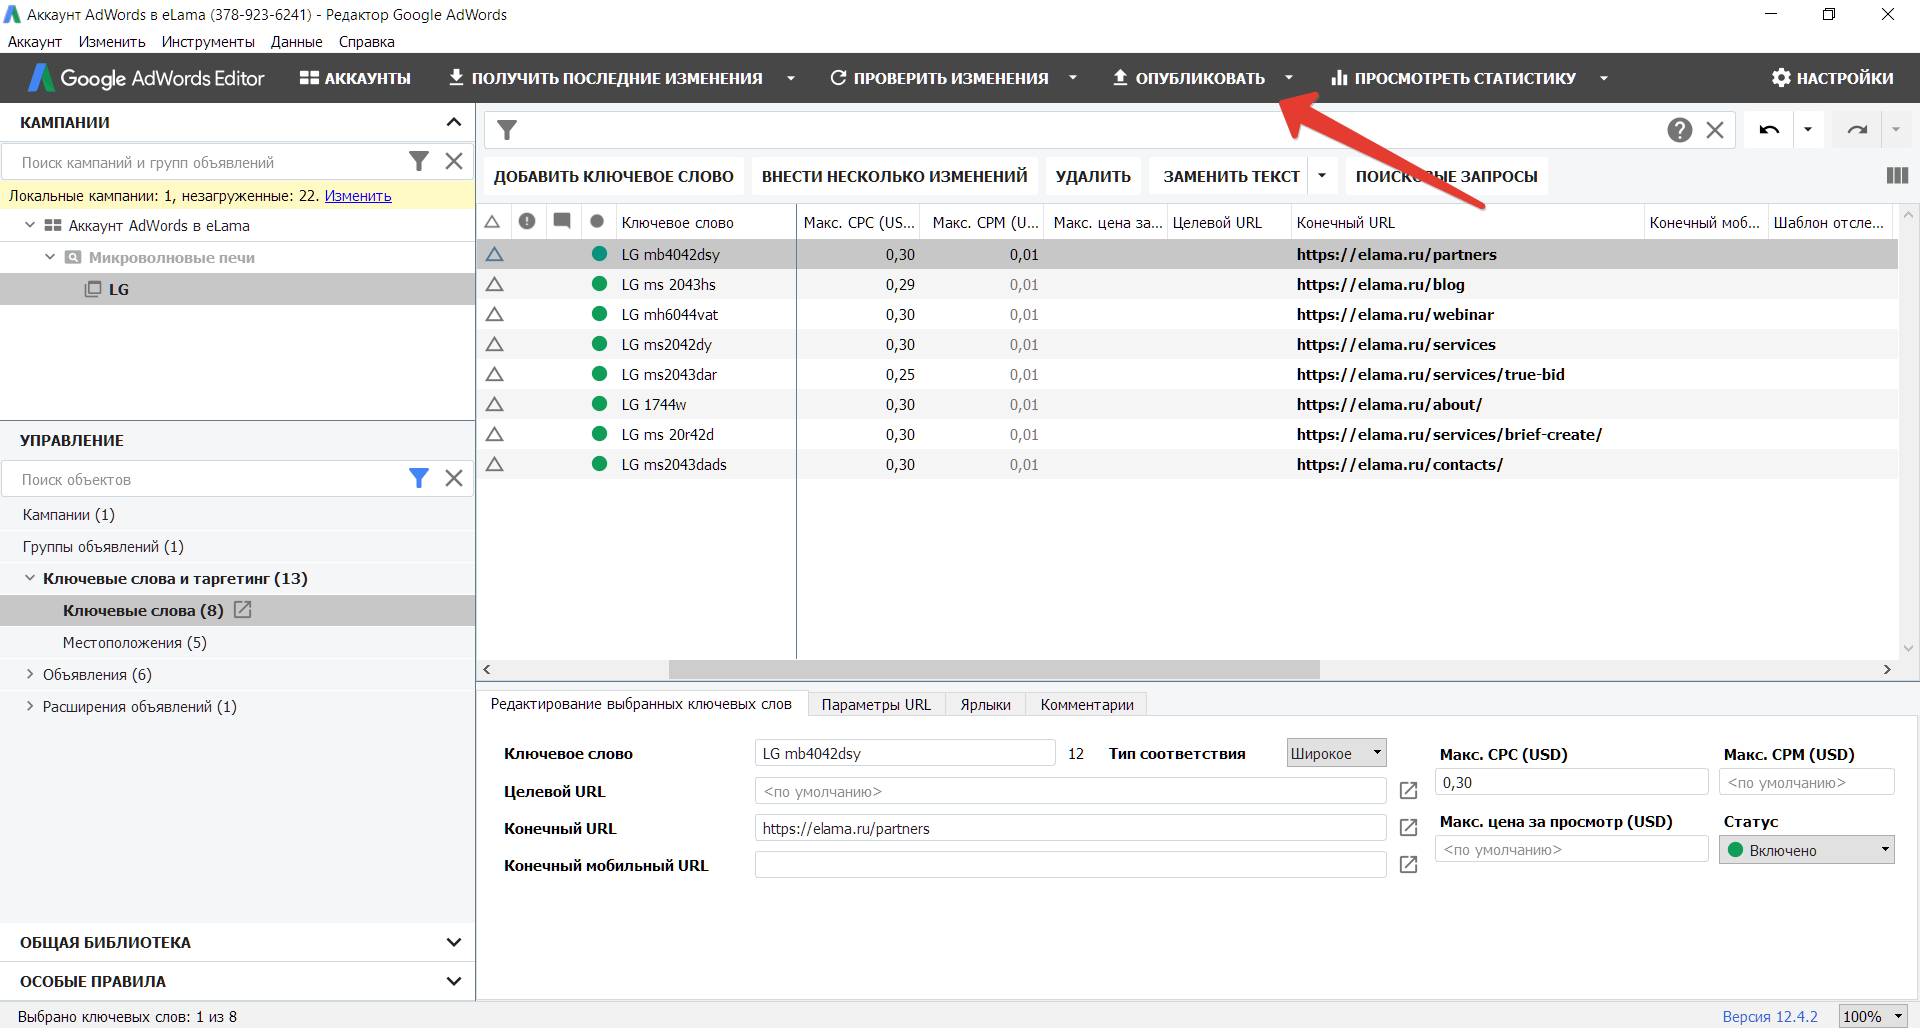 Аккаунт AdWords в eLama (378-923-6241) - Редактор Google AdWords
Аккаунт Изменить Инструменты Данные Справка
Google AdWords Editor АККАУНТЫ ПОЛУЧИТЬ ПОСЛЕДНИЕ ИЗМЕНЕНИЯ ПРОВЕРИТЬ ИЗМЕНЕНИЯ ОПУБЛИКОВАТЬ ПРОСМОТРЕТЬ СТАТИСТИКУ НАСТРОЙКИ
КАМПАНИИ
Поиск кампаний и групп объявлений
Локальные кампании: 1, незагруженные: 22. Изменить
Аккаунт AdWords в eLama
Микроволновые печи
LG
УПРАВЛЕНИЕ
Поиск объектов
Кампании (1)
Группы объявлений (1)
Ключевые слова и таргетинг (13)
Ключевые слова (8)
Местоположения (5)
Объявления (6)
Расширения объявлений (1)
ОБЩАЯ БИБЛИОТЕКА
ОСОБЫЕ ПРАВИЛА
ДОБАВИТЬ КЛЮЧЕВОЕ СЛОВО ВНЕСТИ НЕСКОЛЬКО ИЗМЕНЕНИЙ УДАЛИТЬ ЗАМЕНИТЬ ТЕКСТ ПОИСКОВЫЕ ЗАПРОСЫ
Ключевое слово Макс. CPC (US... Макс. CPM (U... Макс. цена за... Целевой URL Конечный URL Конечный моб... Шаблон отсле...
LG mb4042dsy 0,30 0,01 https://elama.ru/partners
LG ms 2043hs 0,29 0,01 https://elama.ru/blog
LG mh6044vat 0,30 0,01 https://elama.ru/webinar
LG ms2042dy 0,30 0,01 https://elama.ru/services
LG ms2043dar 0,25 0,01 https://elama.ru/services/true-bid
LG 1744w 0,30 0,01 https://elama.ru/about/
LG ms 20r42d 0,30 0,01 https://elama.ru/services/brief-create/
LG ms2043dads 0,30 0,01 https://elama.ru/contacts/
Редактирование выбранных ключевых слов Параметры URL Ярлыки Комментарии
Ключевое слово LG mb4042dsy 12 Тип соответствия Широкое
Целевой URL <по умолчанию>
Конечный URL https://elama.ru/partners
Конечный мобильный URL
Макс. CPC (USD) Макс. CPM (USD)
0,30 <по умолчанию>
Макс. цена за просмотр (USD) Статус
<по умолчанию> Включено
Выбрано ключевых слов: 1 из 8 Версия 12.4.2 100%